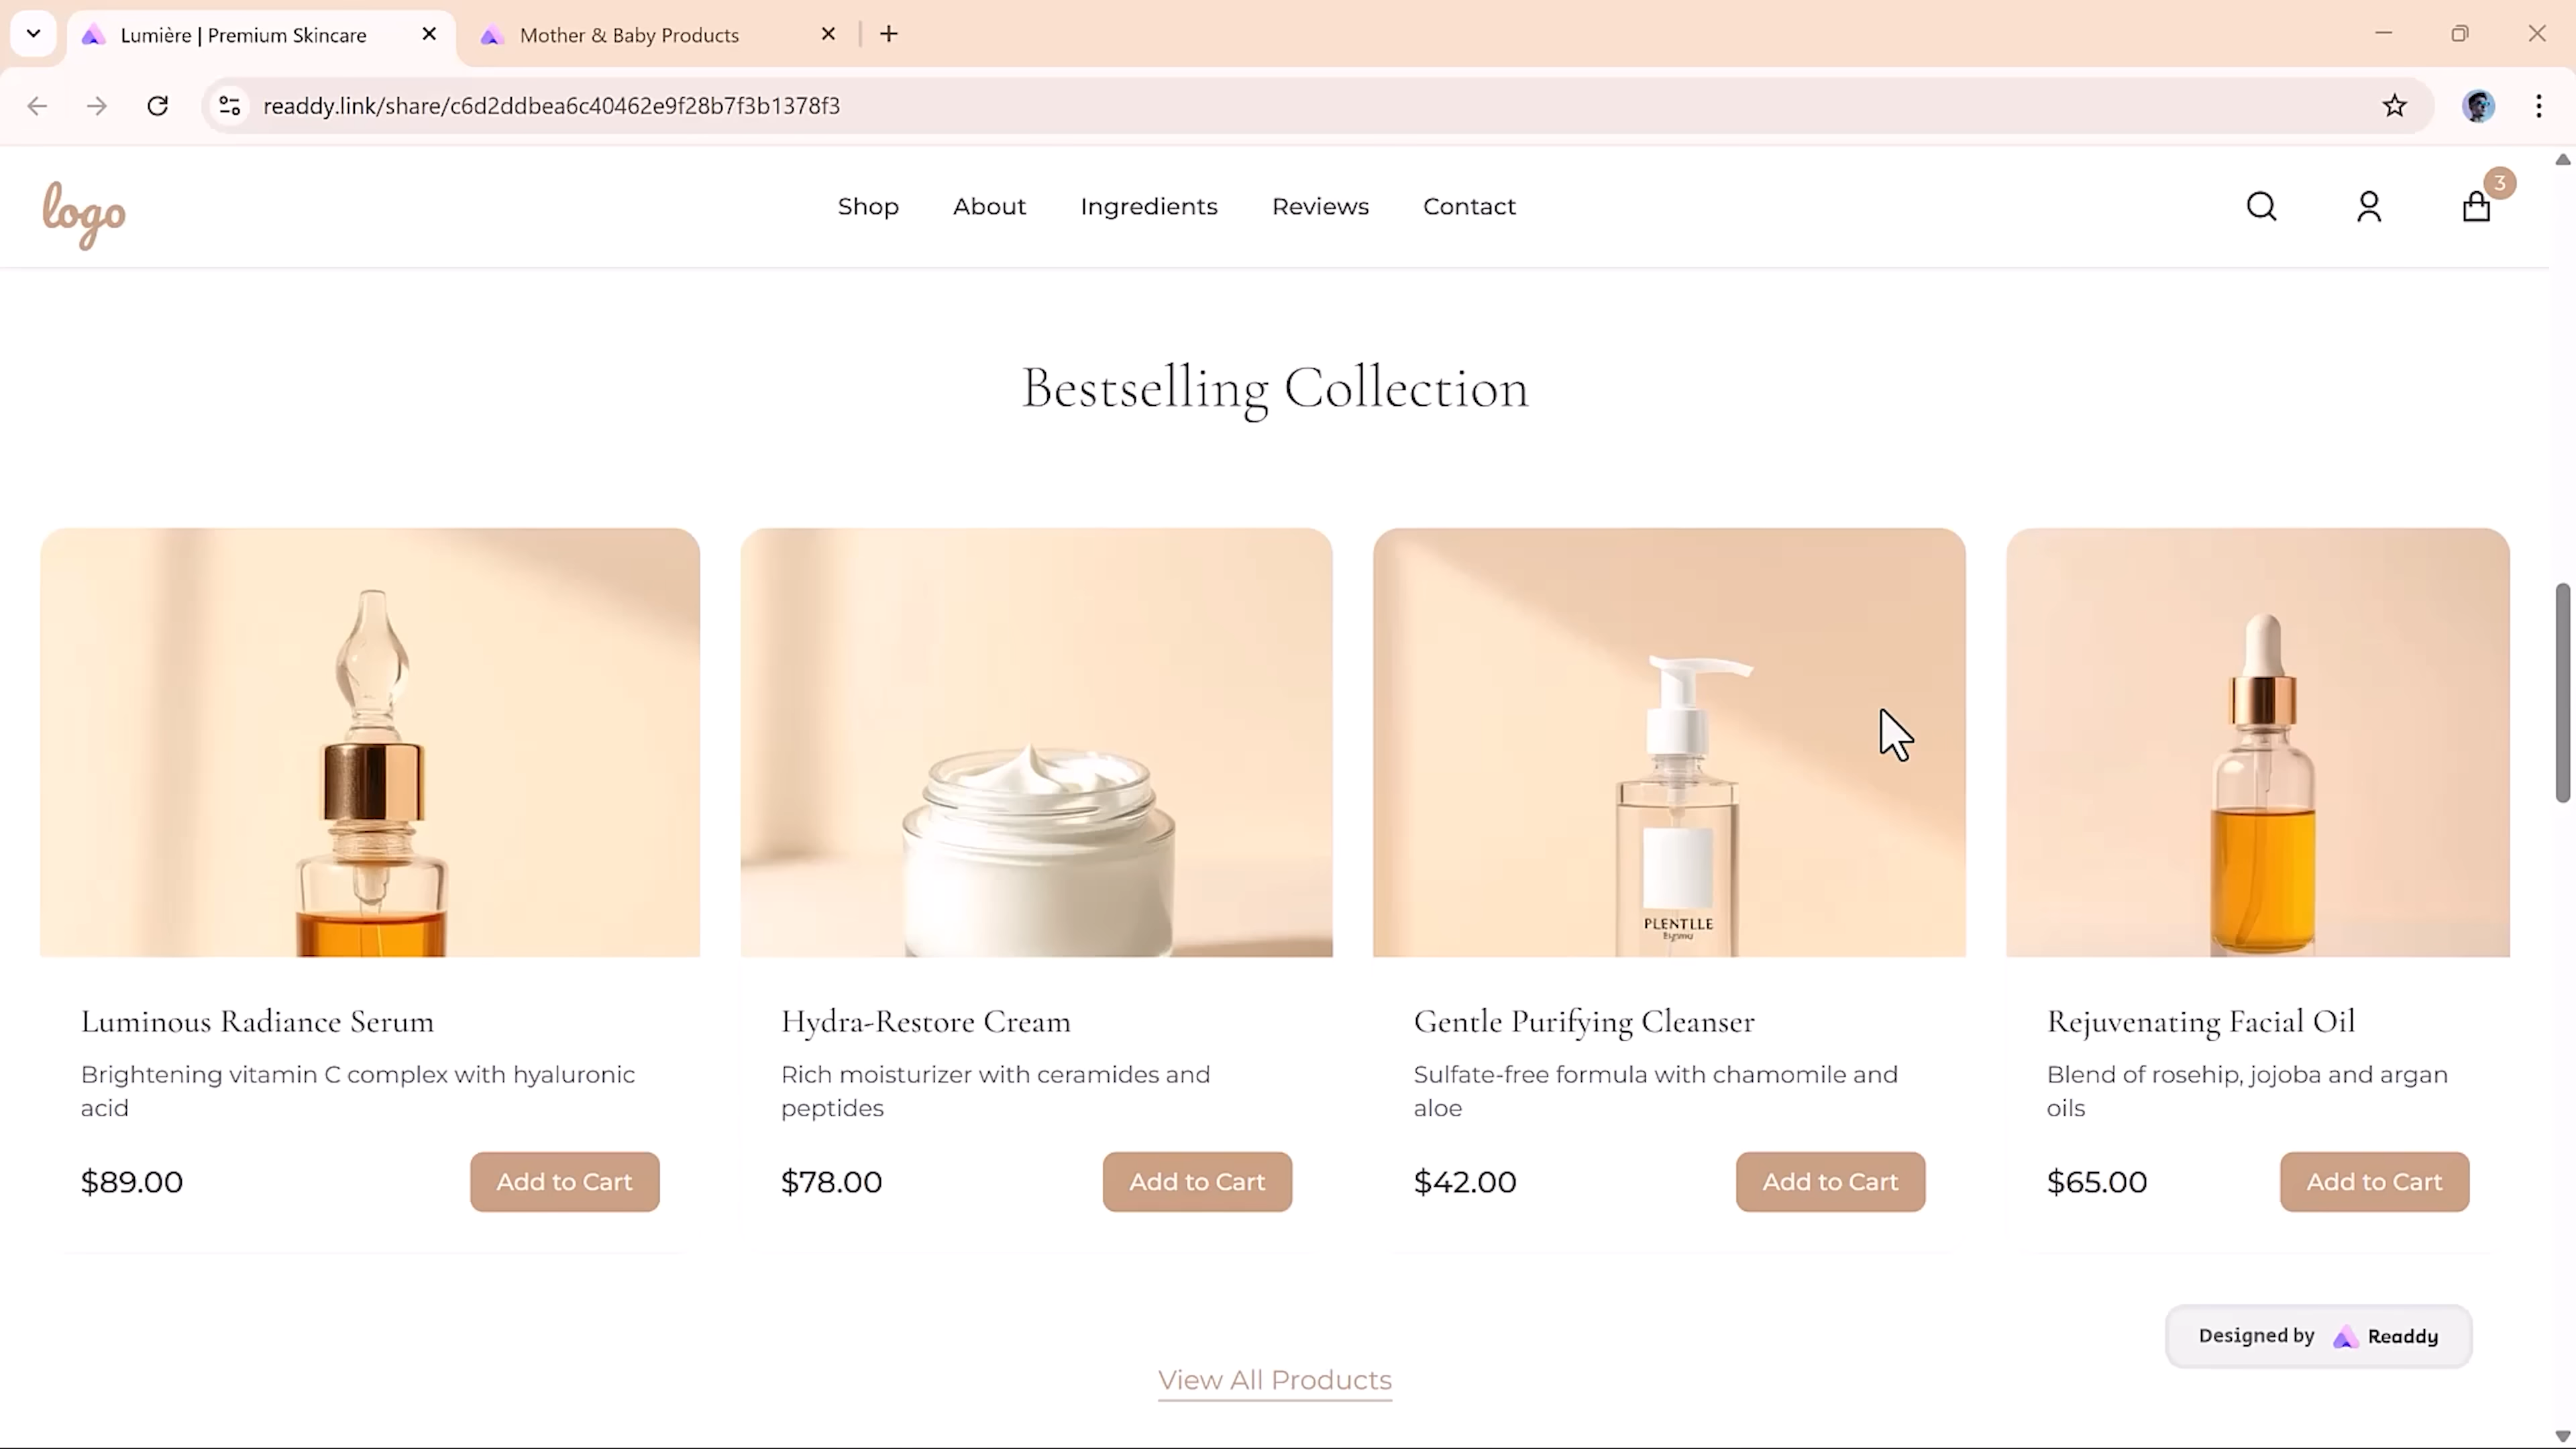 Lumière | Premium Skincare
Mother & Baby Products
readdy.link/share/c6d2ddbea6c40462e9f28b7f3b1378f3
logo
Shop
About
Ingredients
Reviews
Contact
3
Bestselling Collection
PLENTLLE
Luminous Radiance Serum
Brightening vitamin C complex with hyaluronic
acid
$89.00
Add to Cart
Hydra-Restore Cream
Rich moisturizer with ceramides and
peptides
$78.00
Add to Cart
Gentle Purifying Cleanser
Sulfate-free formula with chamomile and
aloe
$42.00
Add to Cart
Rejuvenating Facial Oil
Blend of rosehip, jojoba and argan
oils
$65.00
Add to Cart
Designed by Readdy
View All Products